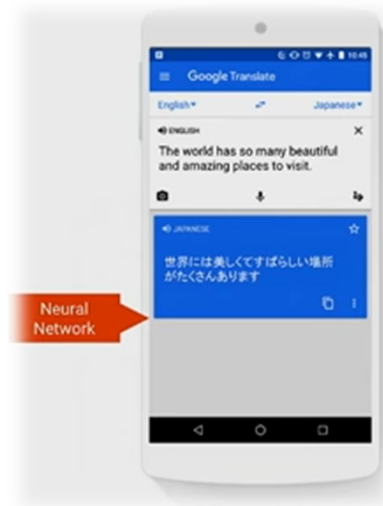 10:45
Google Translate
English
Japanese
ENGLISH
The world has so many beautiful
and amazing places to visit.
JAPANESE
世界には美しくてすばらしい場所
がたくさんあります
Neural
Network